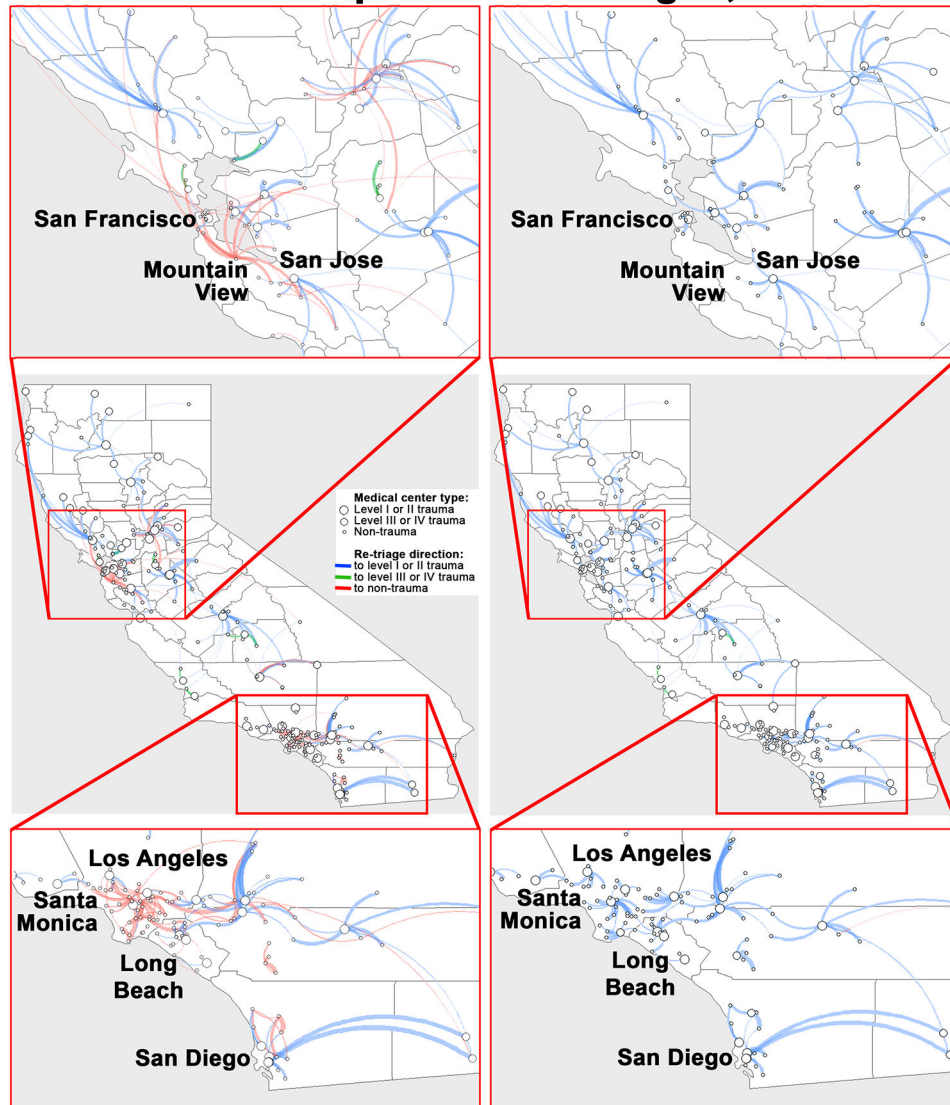 San Francisco
San Jose
Mountain
View
San Francisco
San Jose
Mountain
View
Medical center type:
Level I or II trauma
Level III or IV trauma
Non-trauma
Re-triage direction:
to level I or II trauma
to level III or IV trauma
to non-trauma
Los Angeles
Santa
Monica
Long
Beach
San Diego
Los Angeles
Santa
Monica
Long
Beach
San Diego